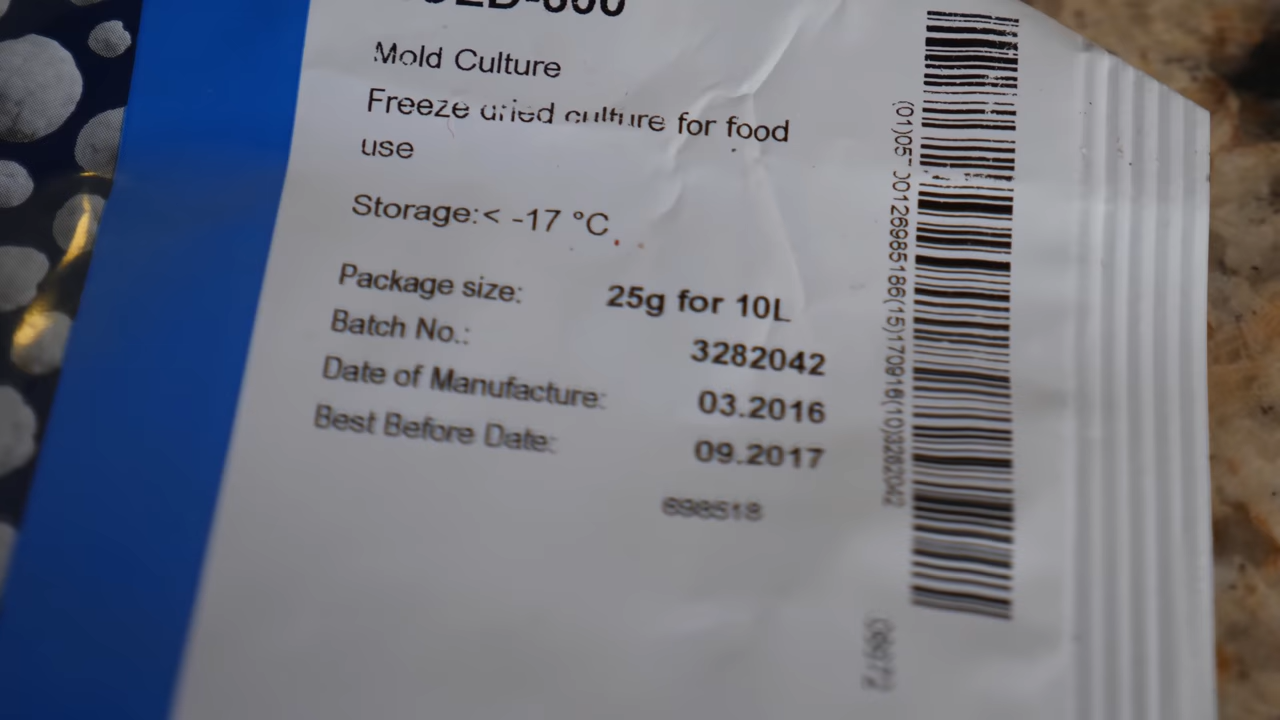 Mold Culture
Freeze dried culture for food
use
Storage:< -17 °C
Package size: 25g for 10L
Batch No.: 3282042
Date of Manufacture: 03.2016
Best Before Date: 09.2017
698518